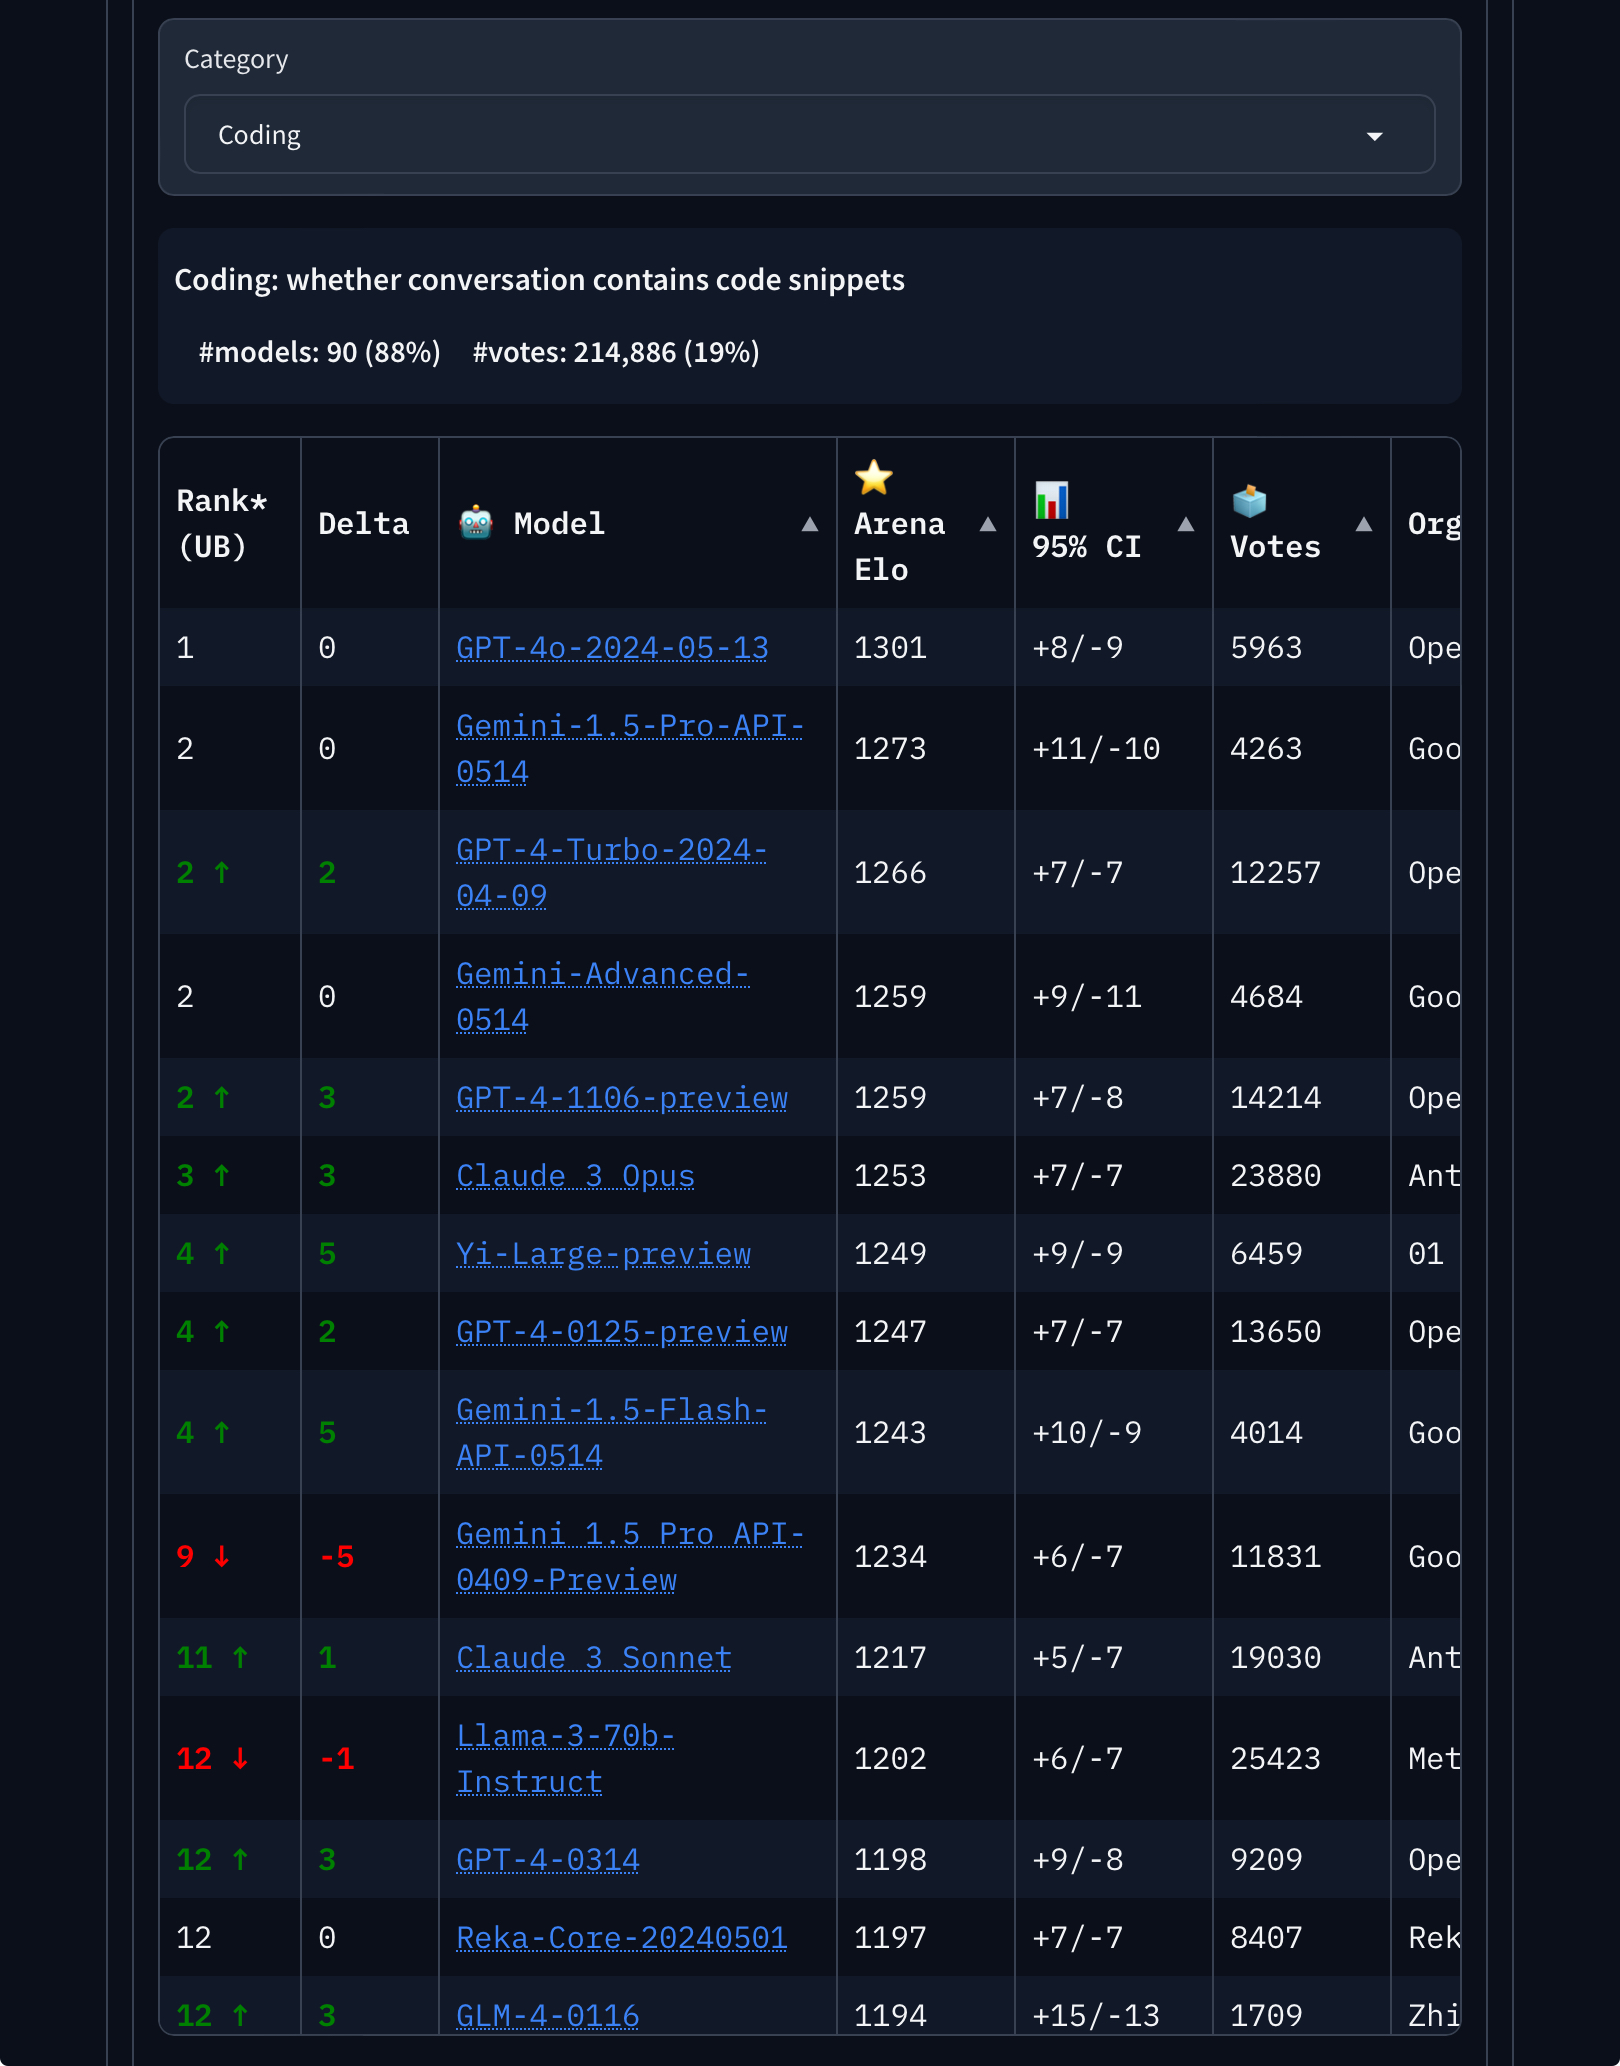 Category
Coding
Coding: whether conversation contains code snippets
#models: 90 (88%) #votes: 214,886 (19%)
Rank* (UB) Delta 🤖 Model ▲ ⭐ Arena Elo ▲ 📊 95% CI ▲ 🗳️ Votes ▲ Org
1 0 GPT-4o-2024-05-13 1301 +8/-9 5963 Ope
2 0 Gemini-1.5-Pro-API-0514 1273 +11/-10 4263 Goo
2 ↑ 2 GPT-4-Turbo-2024-04-09 1266 +7/-7 12257 Ope
2 0 Gemini-Advanced-0514 1259 +9/-11 4684 Goo
2 ↑ 3 GPT-4-1106-preview 1259 +7/-8 14214 Ope
3 ↑ 3 Claude 3 Opus 1253 +7/-7 23880 Ant
4 ↑ 5 Yi-Large-preview 1249 +9/-9 6459 01
4 ↑ 2 GPT-4-0125-preview 1247 +7/-7 13650 Ope
4 ↑ 5 Gemini-1.5-Flash-API-0514 1243 +10/-9 4014 Goo
9 ↓ -5 Gemini 1.5 Pro API-0409-Preview 1234 +6/-7 11831 Goo
11 ↑ 1 Claude 3 Sonnet 1217 +5/-7 19030 Ant
12 ↓ -1 Llama-3-70b-Instruct 1202 +6/-7 25423 Met
12 ↑ 3 GPT-4-0314 1198 +9/-8 9209 Ope
12 0 Reka-Core-20240501 1197 +7/-7 8407 Rek
12 ↑ 3 GLM-4-0116 1194 +15/-13 1709 Zhi